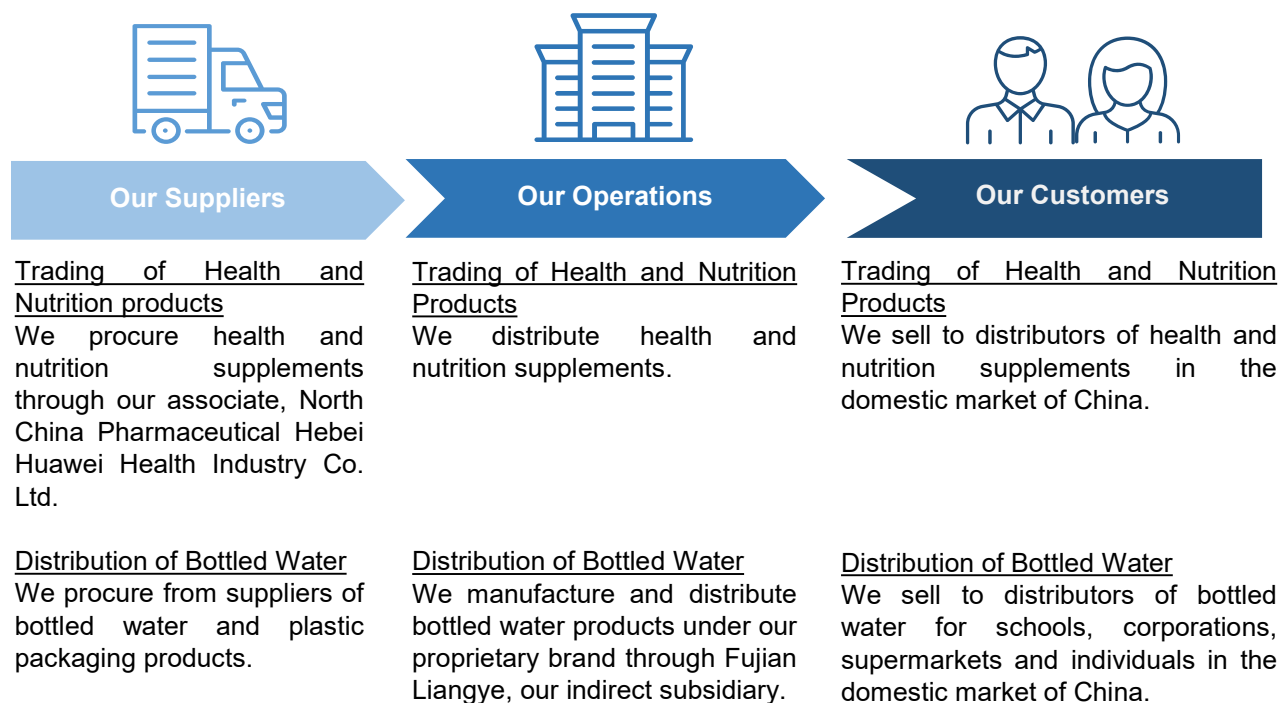 Our Suppliers
Our Operations
Our Customers
Trading of Health and
Nutrition products
We procure health and
nutrition supplements
through our associate, North
China Pharmaceutical Hebei
Huawei Health Industry Co.
Ltd.
Distribution of Bottled Water
We procure from suppliers of
bottled water and plastic
packaging products.
Trading of Health and Nutrition
Products
We distribute health and
nutrition supplements.
Distribution of Bottled Water
We manufacture and distribute
bottled water products under our
proprietary brand through Fujian
Liangye, our indirect subsidiary.
Trading of Health and Nutrition
Products
We sell to distributors of health and
nutrition supplements in the
domestic market of China.
Distribution of Bottled Water
We sell to distributors of bottled
water for schools, corporations,
supermarkets and individuals in the
domestic market of China.